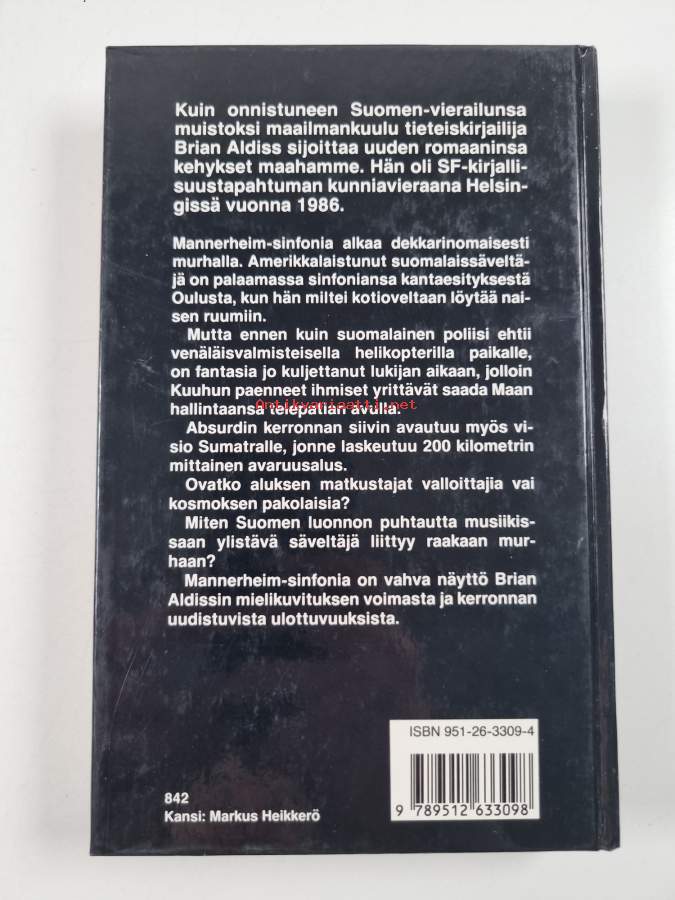 Kuin onnistuneen Suomen-vierailunsa
muistoksi maailmankuulu tieteiskirjailija
Brian Aldiss sijoittaa uuden romaaninsa
kehykset maahamme. Hän oli SF-kirjalli-
suustapahtuman kunniavieraana Helsin-
gissä vuonna 1986.
Mannerheim-sinfonia alkaa dekkarinomaisesti
murhalla. Amerikkalaistunut suomalaissäveltä-
jä on palaamassa sinfoniansa kantaesityksestä
Oulusta, kun hän miltei kotioveltaan löytää nai-
sen ruumiin.
Mutta ennen kuin suomalainen poliisi ehtii
venäläisvalmisteisella helikopterilla paikalle,
on fantasia jo kuljettanut lukijan aikaan, jolloin
Kuuhun paenneet ihmiset yrittävät saada Maan
hallintaansa telepatian avulla.
Antikvariaatti.net
Absurdin kerronnan siivin avautuu myös vi-
sio Sumatralle, jonne laskeutuu 200 kilometrin
mittainen avaruusalus.
Ovatko aluksen matkustajat valloittajia vai
kosmoksen pakolaisia?
Miten Suomen luonnon puhtautta musiikis-
saan ylistävä säveltäjä liittyy raakaan mur-
haan?
Mannerheim-sinfonia on vahva näyttö Brian
Aldissin mielikuvituksen voimasta ja kerronnan
uudistuvista ulottuvuuksista.
ISBN 951-26-3309-4
9 789512 633098
842
Kansi: Markus Heikkerö